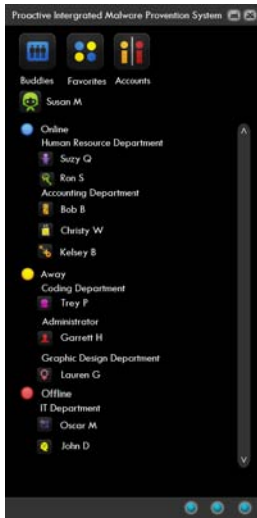 Proactive Intergrated Malware Provention System
Buddies Favorites Accounts
Susan M
Online
Human Resource Department
Suzy Q
Ron S
Accounting Department
Bob B
Christy W
Kelsey B
Away
Coding Department
Trey P
Administrator
Garrett H
Graphic Design Department
Lauren G
Offline
IT Department
Oscar M
John D